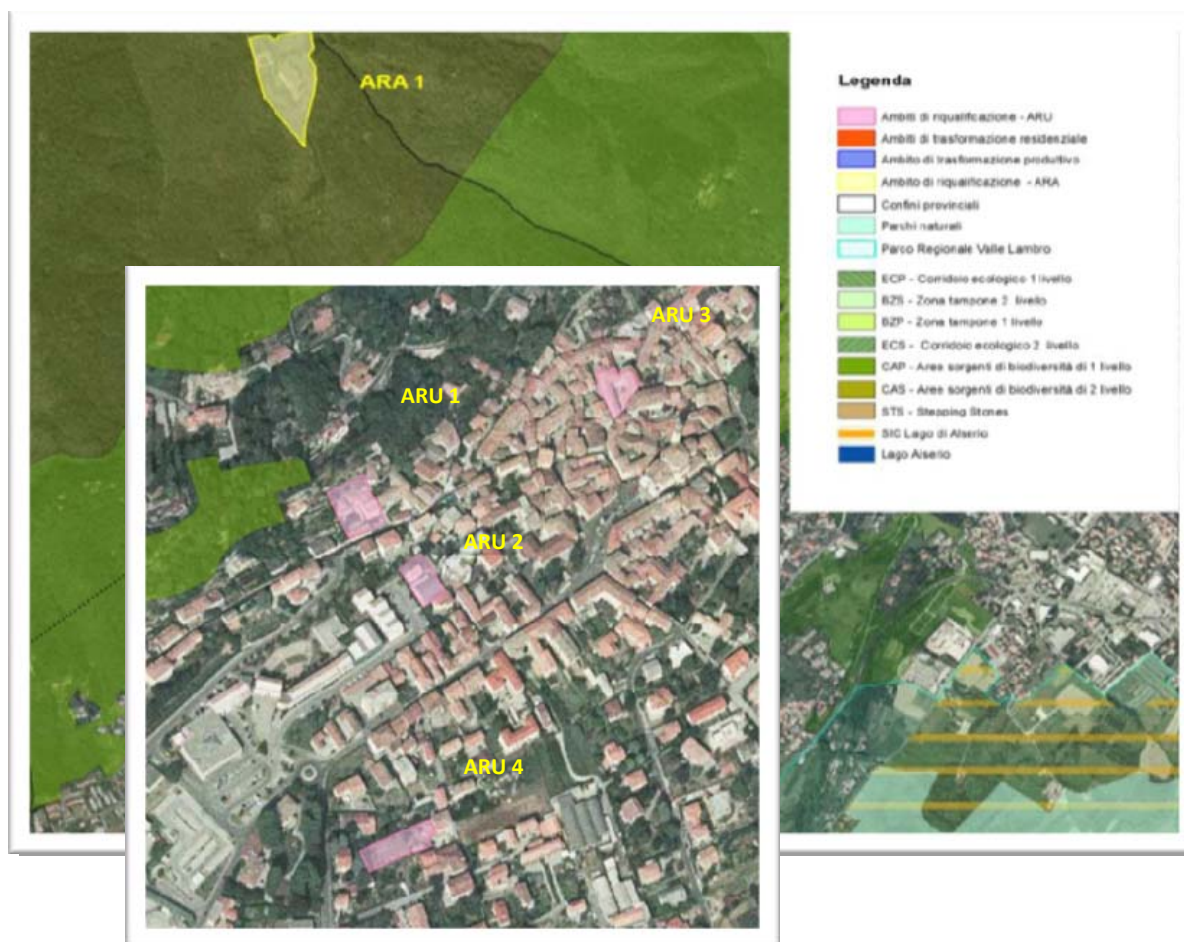 ARA 1
Legenda
Ambiti di riqualificazione - ARU
Ambiti di trasformazione residenziale
Ambito di trasformazione produttivo
Ambito di riqualificazione - ARA
Confini provinciali
Parchi naturali
Parco Regionale Valle Lambro
ECP - Corridoio ecologico 1 livello
BZS - Zona tampone 2 livello
BZP - Zona tampone 1 livello
ECS - Corridoio ecologico 2 livello
CAP - Aree sorgenti di biodiversità di 1 livello
CAS - Aree sorgenti di biodiversità di 2 livello
STS - Stepping Stones
SIC Lago di Alserio
Lago Alserio
ARU 3
ARU 1
ARU 2
ARU 4